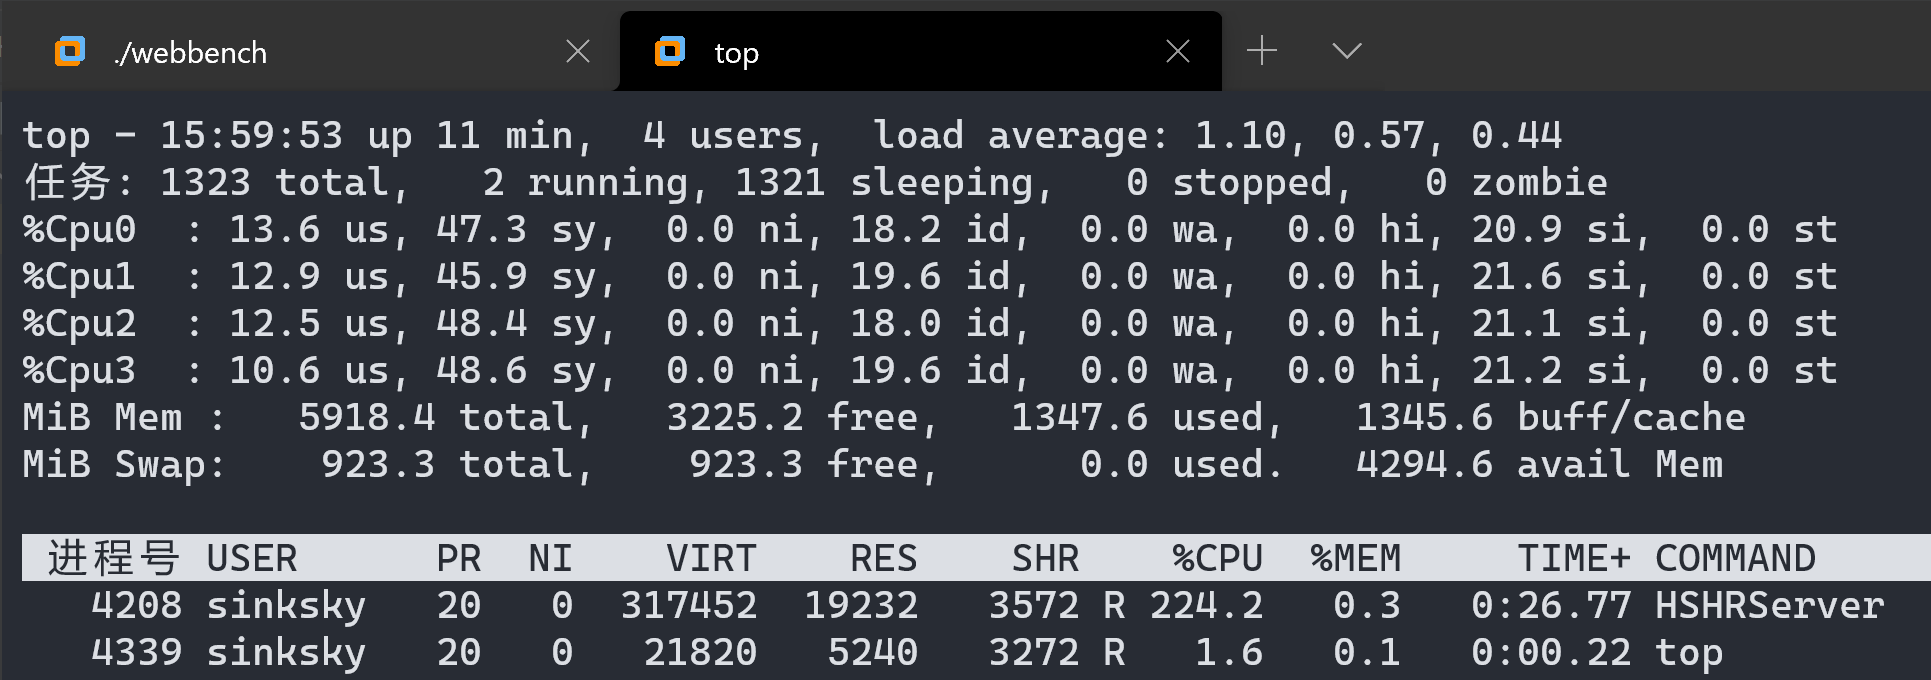 ./webbench top
top - 15:59:53 up 11 min,  4 users,  load average: 1.10, 0.57, 0.44
任务: 1323 total,   2 running, 1321 sleeping,   0 stopped,   0 zombie
%Cpu0  : 13.6 us, 47.3 sy,  0.0 ni, 18.2 id,  0.0 wa,  0.0 hi, 20.9 si,  0.0 st
%Cpu1  : 12.9 us, 45.9 sy,  0.0 ni, 19.6 id,  0.0 wa,  0.0 hi, 21.6 si,  0.0 st
%Cpu2  : 12.5 us, 48.4 sy,  0.0 ni, 18.0 id,  0.0 wa,  0.0 hi, 21.1 si,  0.0 st
%Cpu3  : 10.6 us, 48.6 sy,  0.0 ni, 19.6 id,  0.0 wa,  0.0 hi, 21.2 si,  0.0 st
MiB Mem :   5918.4 total,   3225.2 free,   1347.6 used,   1345.6 buff/cache
MiB Swap:    923.3 total,    923.3 free,      0.0 used.   4294.6 avail Mem
进程号 USER      PR  NI    VIRT    RES    SHR    %CPU  %MEM     TIME+ COMMAND
4208 sinksky   20   0  317452  19232   3572 R 224.2   0.3   0:26.77 HSHRServer
4339 sinksky   20   0   21820   5240   3272 R   1.6   0.1   0:00.22 top